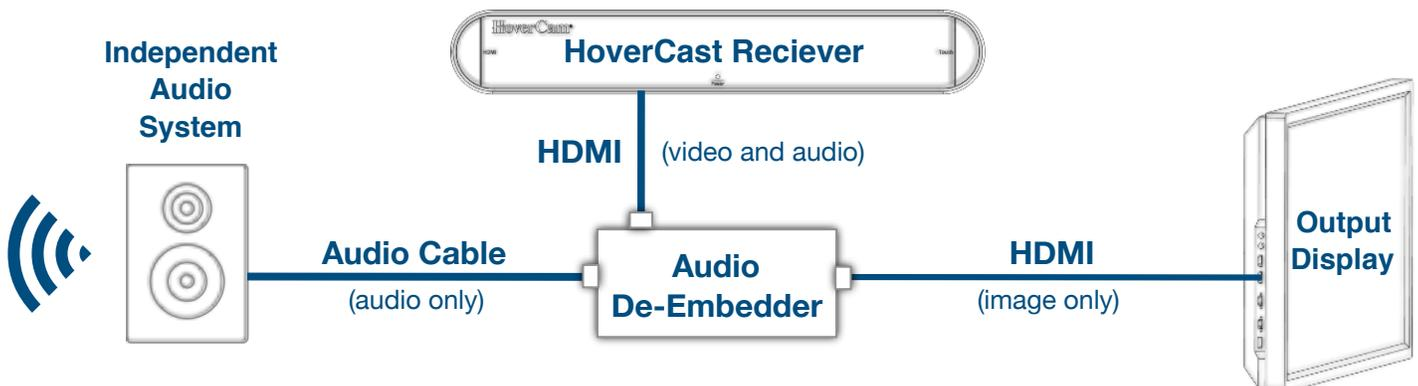 HoverCam
HDMI
HoverCast Reciever
Touch
Power
Independent
Audio
System
HDMI
(video and audio)
Audio Cable
(audio only)
Audio
De-Embedder
HDMI
(image only)
Output
Display